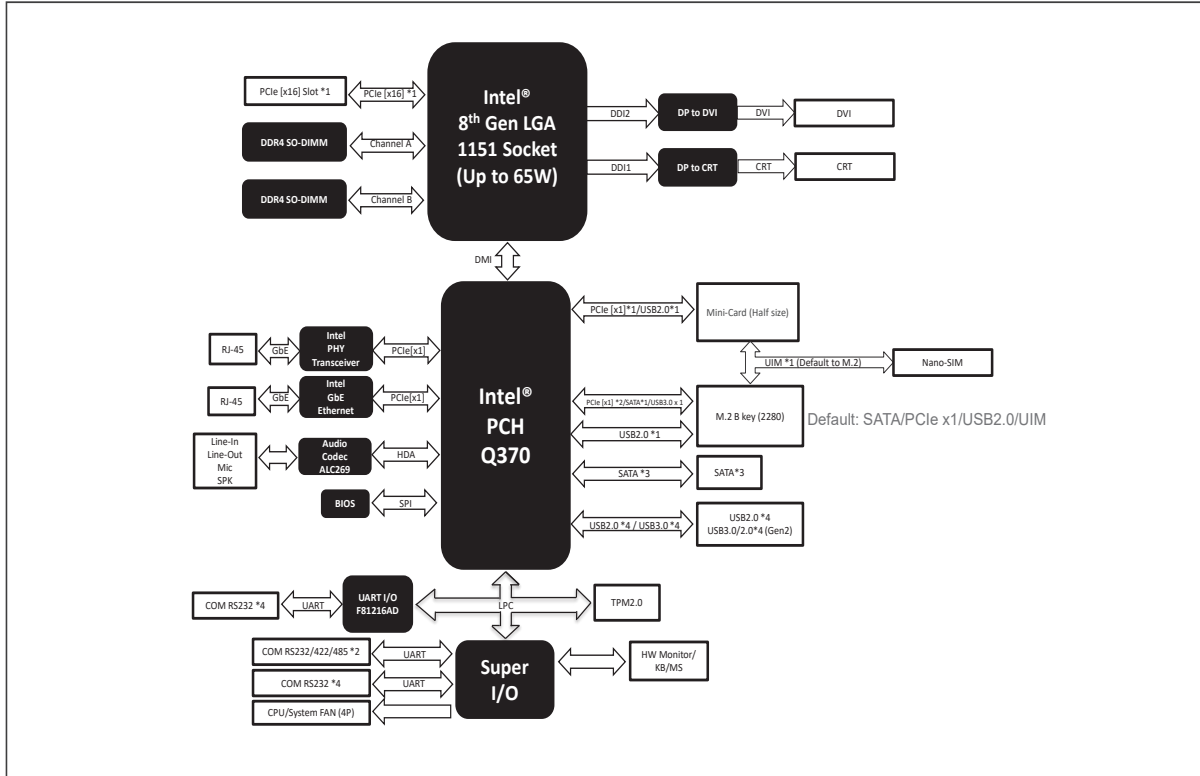 PCIe [x16] Slot *1
PCIe [x16] *1
Intel®
8th Gen LGA
1151 Socket
(Up to 65W)
DDR4 SO-DIMM
Channel A
DDR4 SO-DIMM
Channel B
DDI2
DP to DVI
DVI
DVI
DDI1
DP to CRT
CRT
CRT
DMI
Intel®
PCH
Q370
PCIe [x1]*1/USB2.0*1
Mini-Card (Half size)
UIM *1 (Default to M.2)
Nano-SIM
RJ-45
GbE
Intel
PHY
Transceiver
PCIe[x1]
RJ-45
GbE
Intel
GbE
Ethernet
PCIe[x1]
PCIe [x1] *2/SATA*1/USB3.0 x 1
USB2.0 *1
M.2 B key (2280)
Default: SATA/PCIe x1/USB2.0/UIM
Line-In
Line-Out
Mic
SPK
Audio
Codec
ALC269
HDA
SATA *3
SATA*3
BIOS
SPI
USB2.0 *4 / USB3.0 *4
USB2.0 *4
USB3.0/2.0*4 (Gen2)
COM RS232 *4
UART
UART I/O
F81216AD
LPC
TPM2.0
COM RS232/422/485 *2
UART
COM RS232 *4
UART
CPU/System FAN (4P)
Super
I/O
HW Monitor/
KB/MS